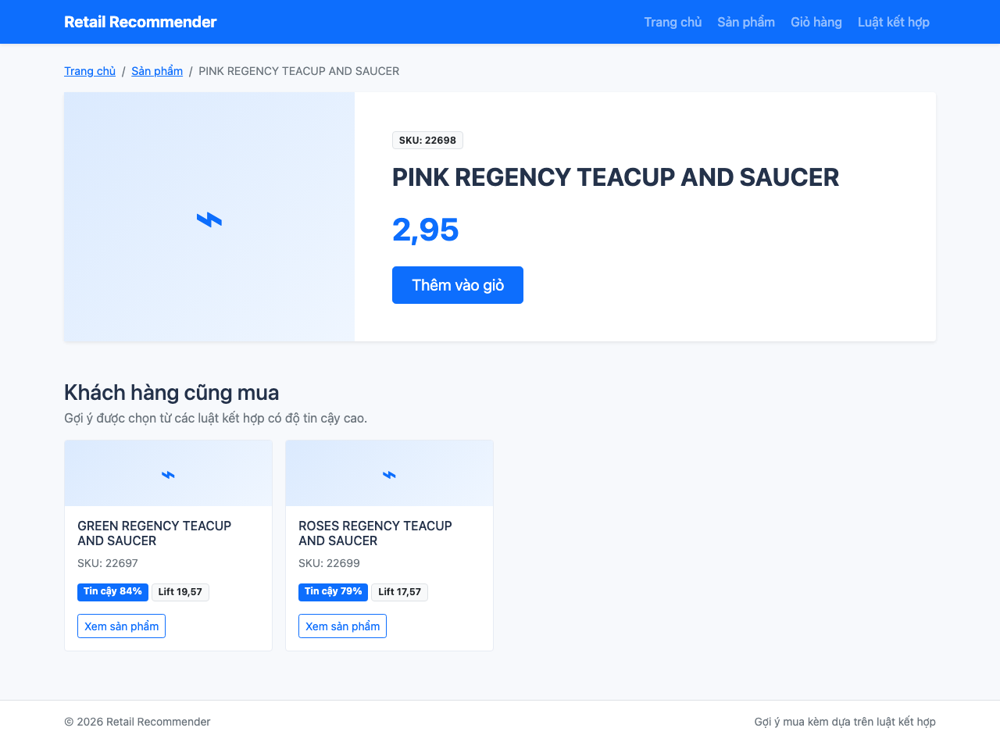 Retail Recommender
Trang chủ Sản phẩm Giỏ hàng Luật kết hợp
Trang chủ / Sản phẩm / PINK REGENCY TEACUP AND SAUCER
SKU: 22698
PINK REGENCY TEACUP AND SAUCER
2,95
Thêm vào giỏ
Khách hàng cũng mua
Gợi ý được chọn từ các luật kết hợp có độ tin cậy cao.
GREEN REGENCY TEACUP
AND SAUCER
SKU: 22697
Tin cậy 84% Lift 19,57
Xem sản phẩm
ROSES REGENCY TEACUP
AND SAUCER
SKU: 22699
Tin cậy 79% Lift 17,57
Xem sản phẩm
© 2026 Retail Recommender
Gợi ý mua kèm dựa trên luật kết hợp